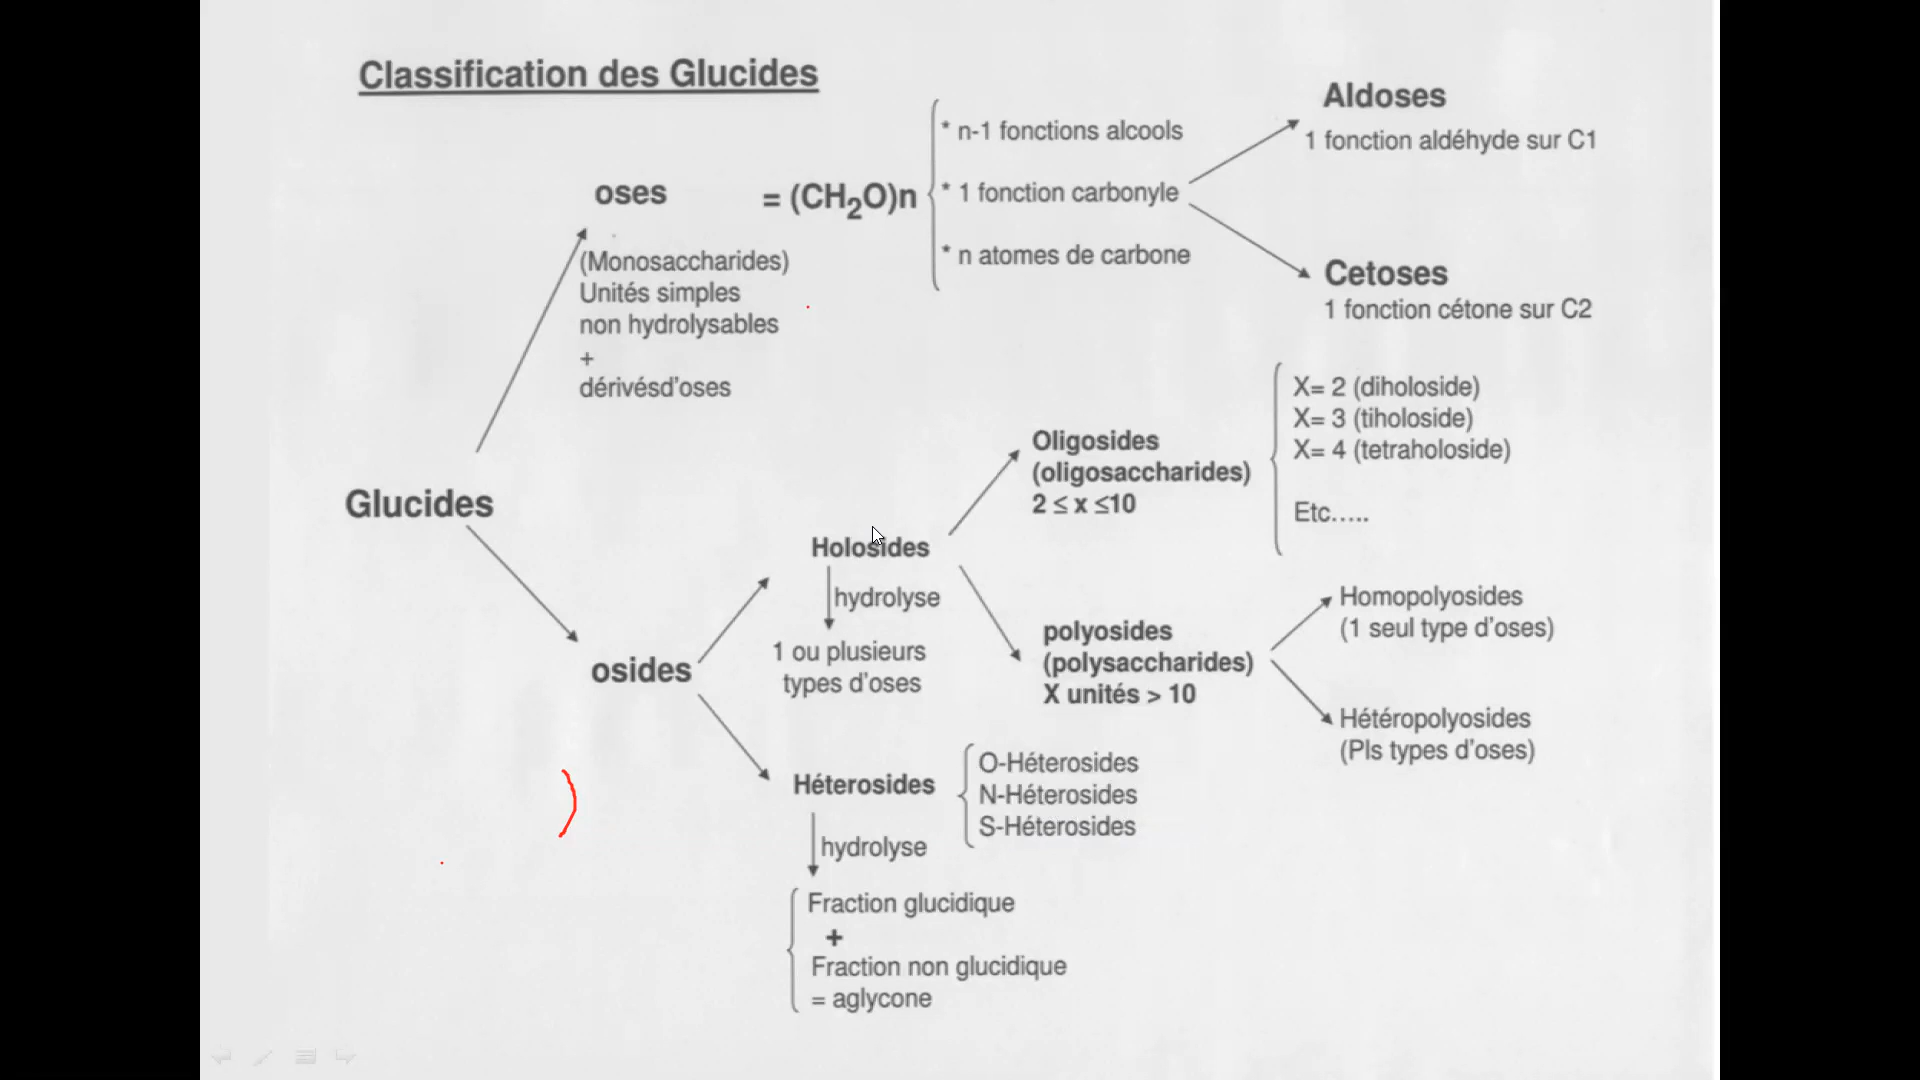 Classification des Glucides
oses
= (CH2O)n
* n-1 fonctions alcools
* 1 fonction carbonyle
* n atomes de carbone
Aldoses
1 fonction aldéhyde sur C1
Cetoses
1 fonction cétone sur C2
(Monosaccharides)
Unités simples
non hydrolysables
+
dérivésd'oses
Glucides
osides
Holosides
hydrolyse
1 ou plusieurs
types d'oses
Oligosides
(oligosaccharides)
2 ≤ x ≤10
X= 2 (diholoside)
X= 3 (tiholoside)
X= 4 (tetraholoside)
Etc.....
polyosides
(polysaccharides)
X unités > 10
Homopolyosides
(1 seul type d'oses)
Hétéropolyosides
(Pls types d'oses)
Héterosides
O-Héterosides
N-Héterosides
S-Héterosides
hydrolyse
Fraction glucidique
+
Fraction non glucidique
= aglycone